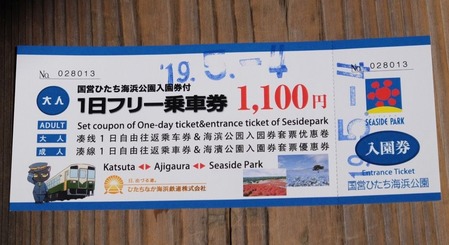 No. 028013
国営ひたち海浜公園入園券付
'19.5.-4
大人
1日フリー乗車券 1,100円
ADULT
Set coupon of One-day ticket&entrance ticket of Sesidepark
大人
凑线1日自由往返乘车券&海滨公园入园券套票优惠券
成人
湊線1日自由往返乘車券&海濱公園入園券套票優惠券
Katsuta ◀▶ Ajigaura ◀▶ Seaside Park
ひたちなか海浜鉄道株式会社
No. 028013
SEASIDE PARK
入園券
Entrance Ticket
国営ひたち海浜公園